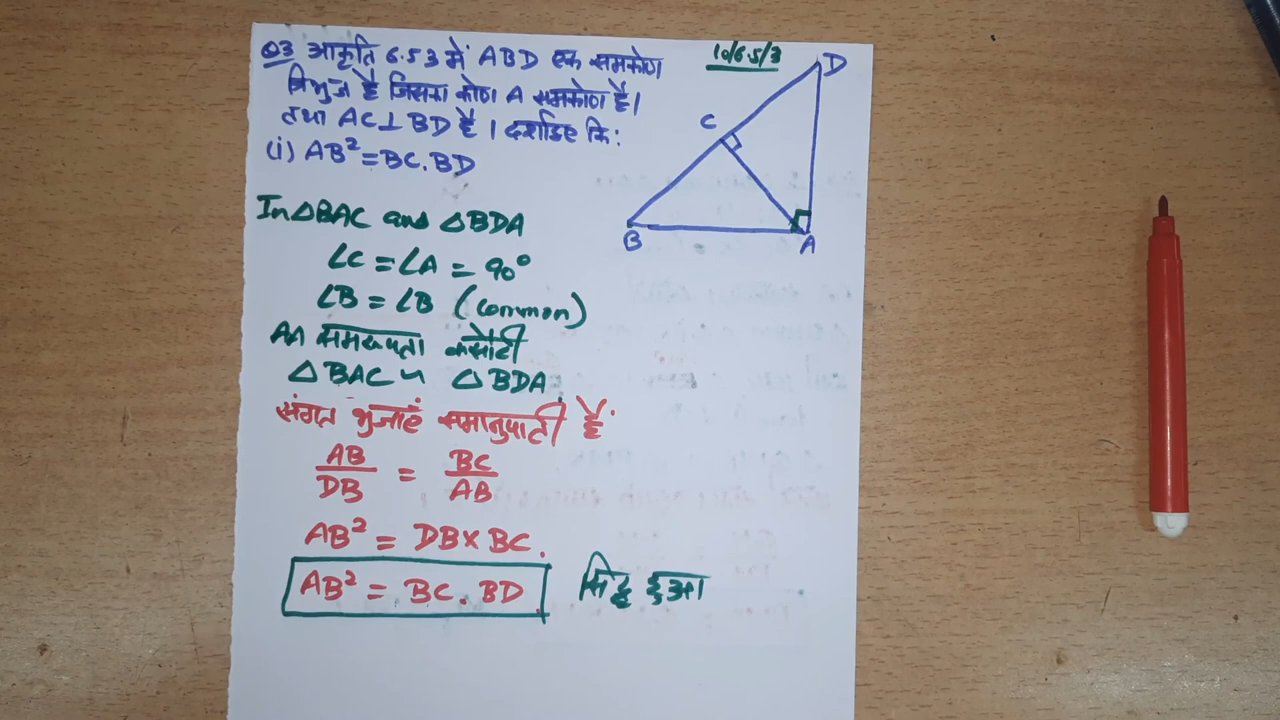 Q3 आकृति 6.53 में ABD एक समकोण
त्रिभुज है जिसका कोण A समकोण है।
तथा AC⊥BD है। दर्शाइए कि:
(i) AB² = BC.BD
10/6.5/3
D
C
B
A
In △BAC and △BDA
∠C = ∠A = 90°
∠B = ∠B (common)
AA समरूपता कसौटी
△BAC ~ △BDA
संगत भुजाएं समानुपाती हैं
AB/DB = BC/AB
AB² = DB×BC.
AB² = BC.BD
सिद्ध हुआ